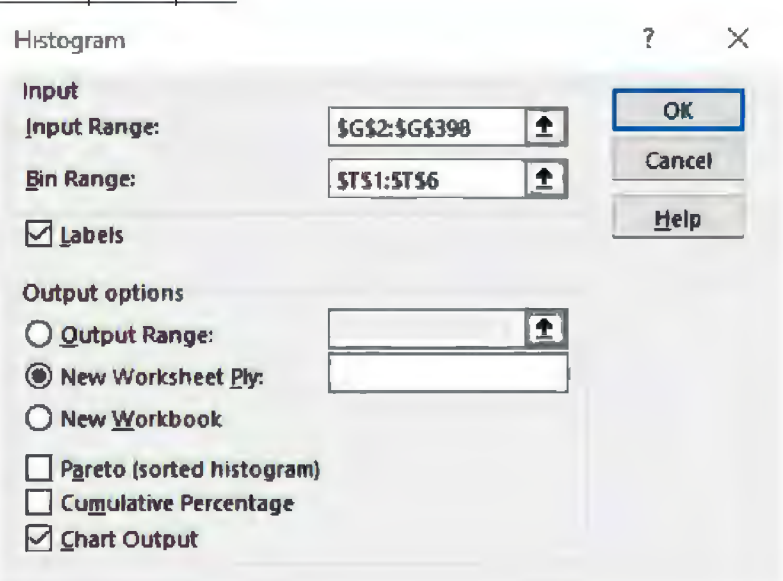 Histogram ? ×
Input
Input Range: $G$2:$G$398
Bin Range: $T$1:$T$6
Labels
OK
Cancel
Help
Output options
Output Range:
New Worksheet Ply:
New Workbook
Pareto (sorted histogram)
Cumulative Percentage
Chart Output